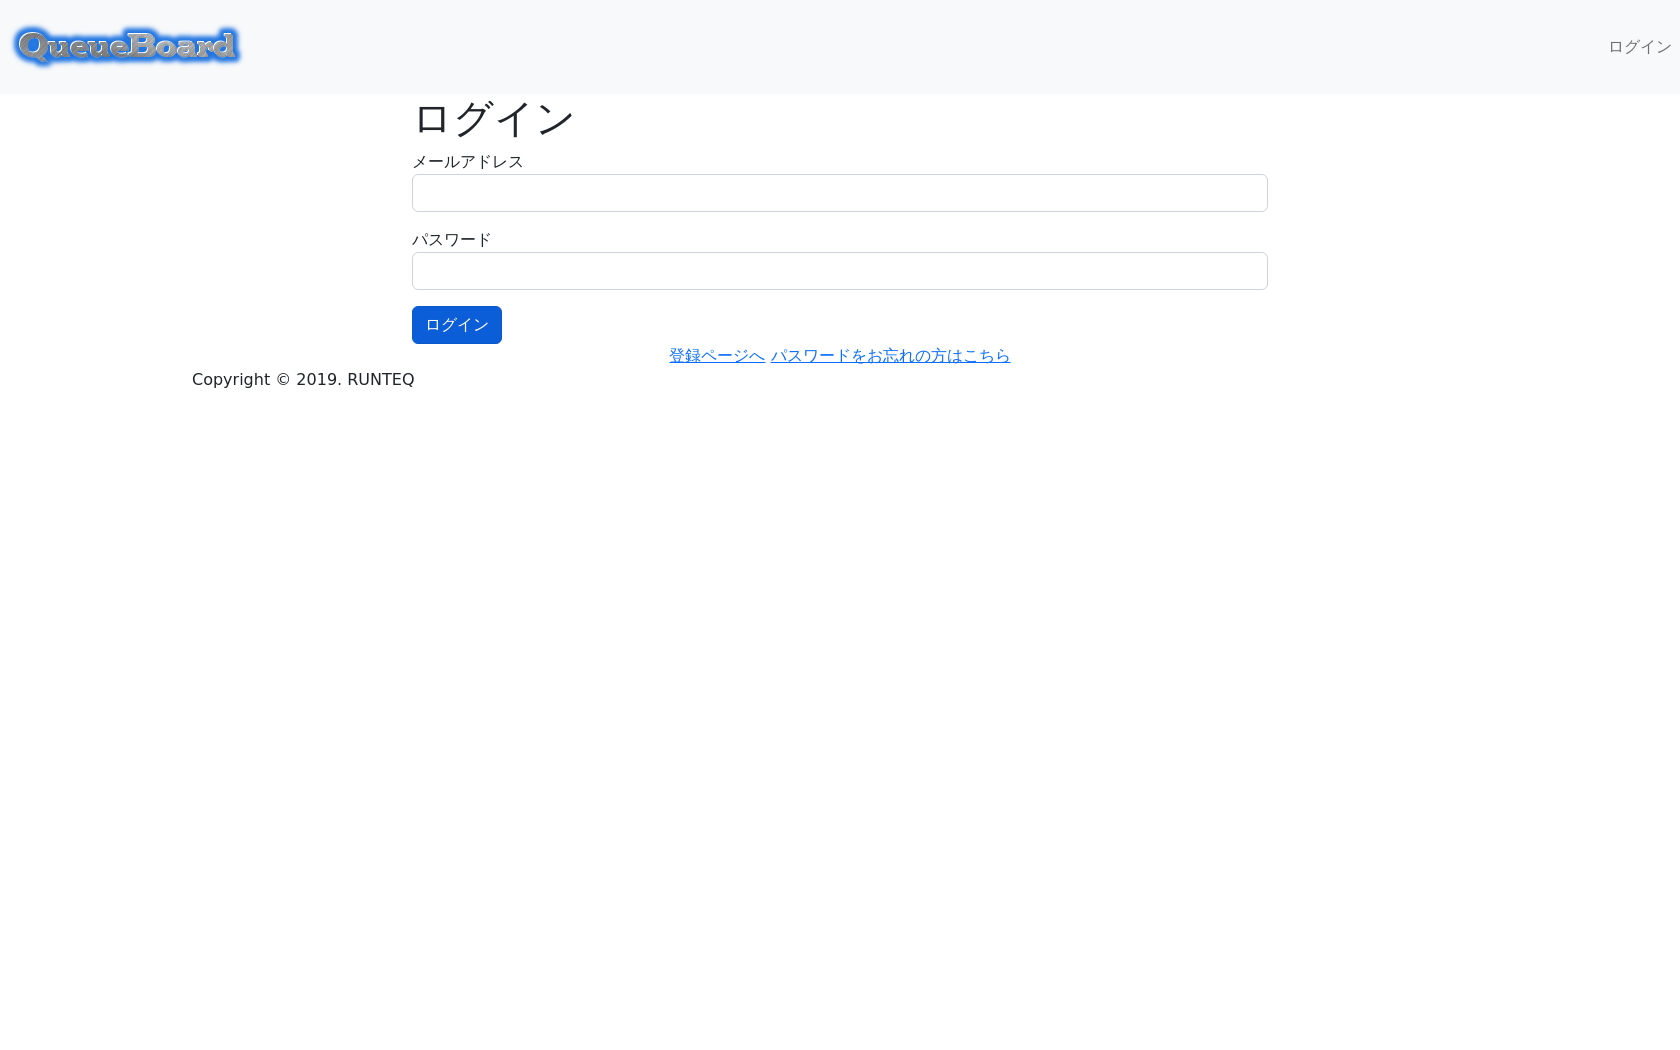 QueueBoard
ログイン
ログイン
メールアドレス
パスワード
ログイン
登録ページへ パスワードをお忘れの方はこちら
Copyright © 2019. RUNTEQ